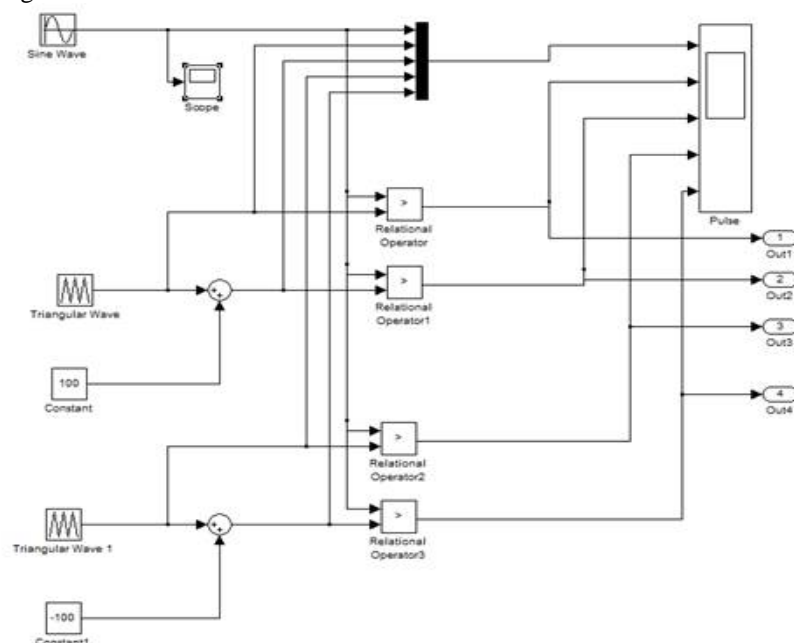 Sine Wave
Scope
>
Relational
Operator
Pulse
1
Out1
>
Relational
Operator1
2
Out2
Triangular Wave
+
+
3
Out3
100
Constant
4
Out4
>
Relational
Operator2
>
Relational
Operator3
Triangular Wave 1
+
+
-100
Constant1